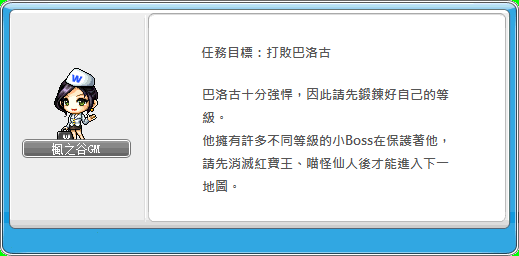 任務目標：打敗巴洛古
巴洛古十分強悍，因此請先鍛鍊好自己的等
級。
他擁有許多不同等級的小Boss在保護著他，
請先消滅紅寶王、喵怪仙人後才能進入下一
地圖。
W
楓之谷GM